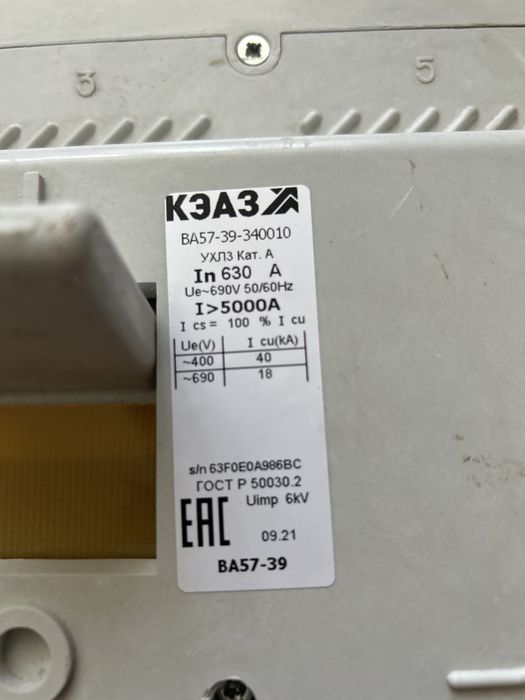 3 5
КЭАЗ
ВА57-39-340010
УХЛ3 Кат. А
In 630 А
Ue~690V 50/60Hz
I>5000A
I cs = 100 % I cu
Ue(V) I cu(kA)
~400 40
~690 18
s/n 63F0E0A986BC
ГОСТ Р 50030.2
Uimp 6kV
EAC
09.21
ВА57-39